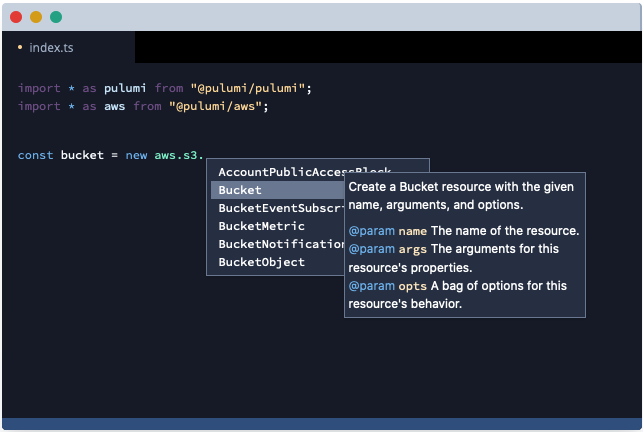 index.ts
import * as pulumi from "@pulumi/pulumi";
import * as aws from "@pulumi/aws";
const bucket = new aws.s3.
AccountPublicAccessBlock
Bucket
BucketEventSubscri
BucketMetric
BucketNotification
BucketObject
Create a Bucket resource with the given
name, arguments, and options.
@param name The name of the resource.
@param args The arguments for this
resource's properties.
@param opts A bag of options for this
resource's behavior.